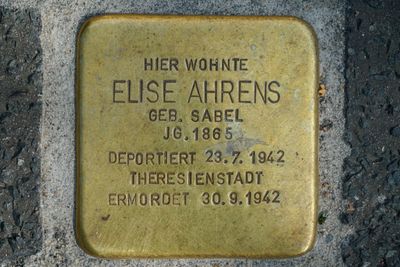 HIER WOHNTE
ELISE AHRENS
GEB. SABEL
JG. 1865
DEPORTIERT 23.7.1942
THERESIENSTADT
ERMORDET 30.9.1942